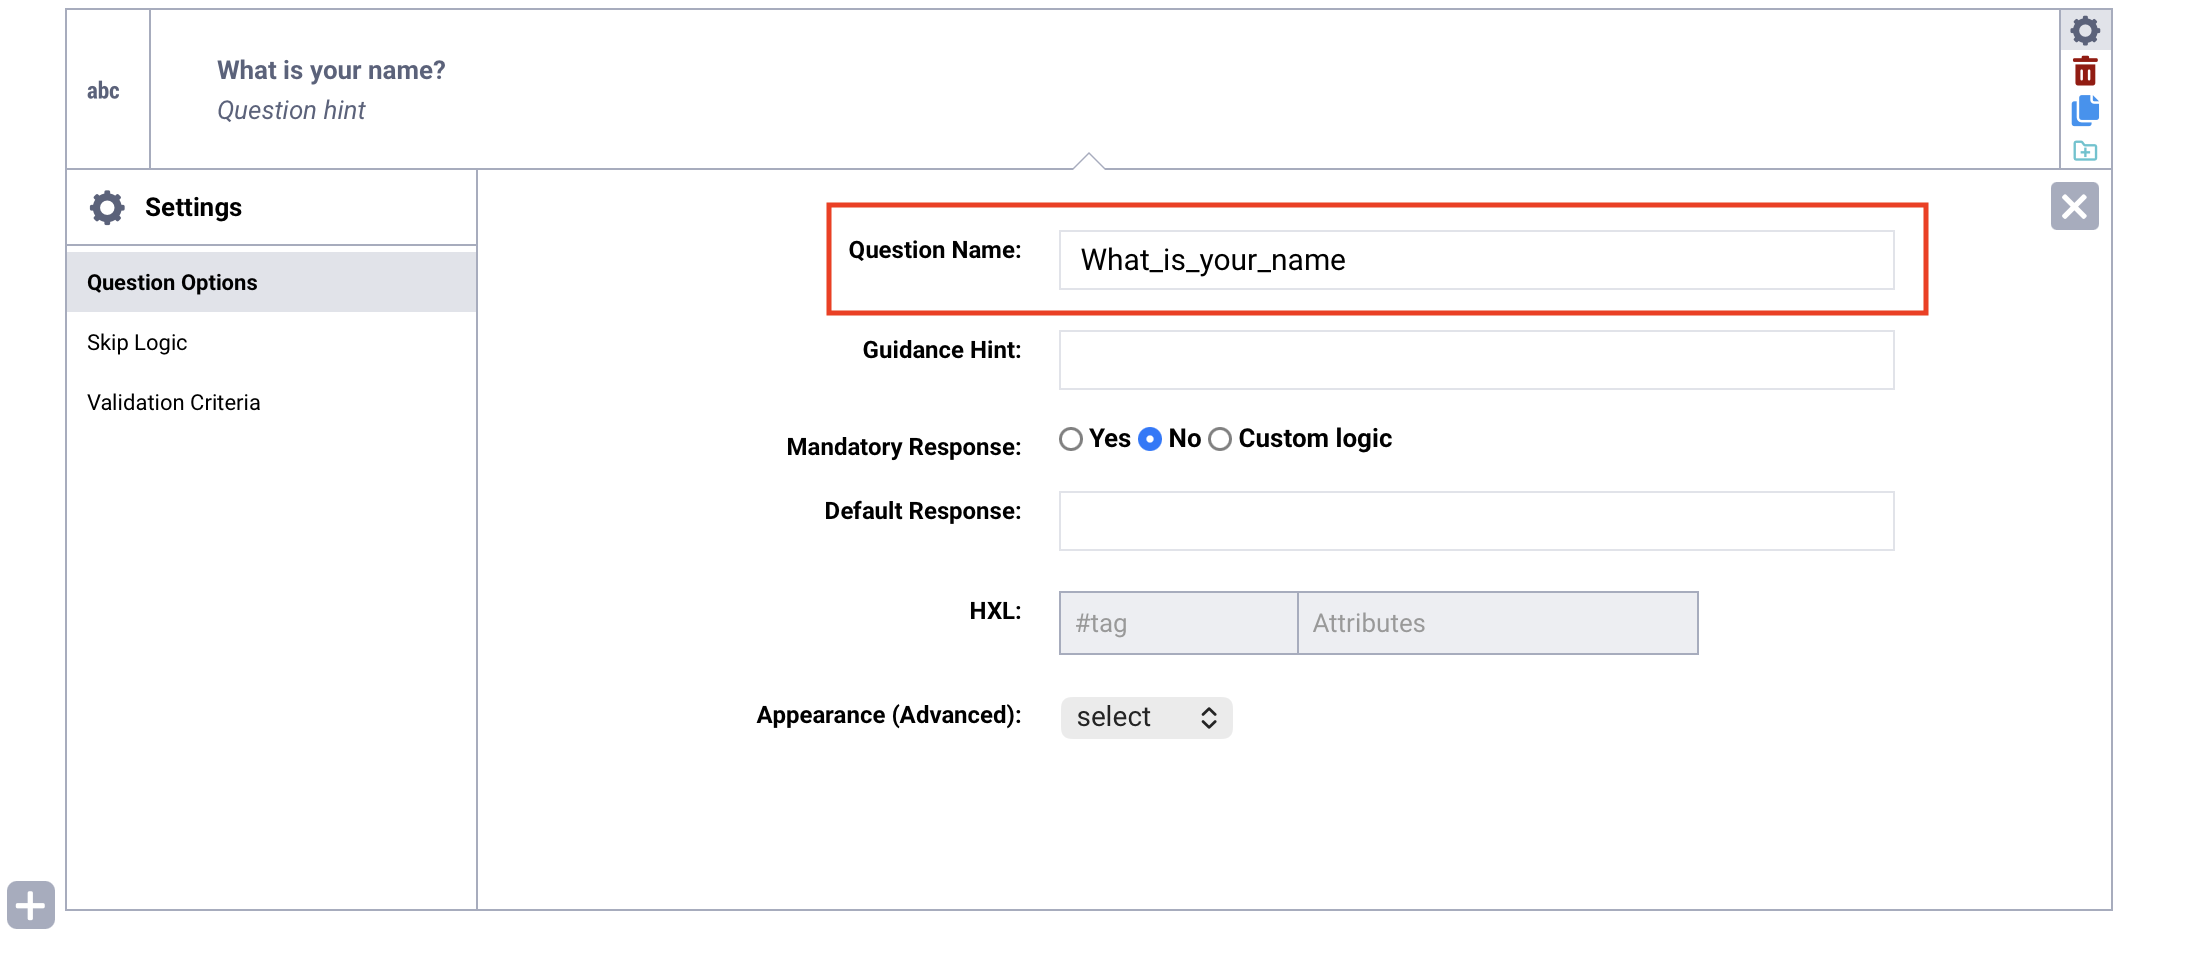 abc
What is your name?
Question hint
Settings
Question Options
Skip Logic
Validation Criteria
Question Name: What_is_your_name
Guidance Hint:
Mandatory Response: Yes No Custom logic
Default Response:
HXL: #tag Attributes
Appearance (Advanced): select